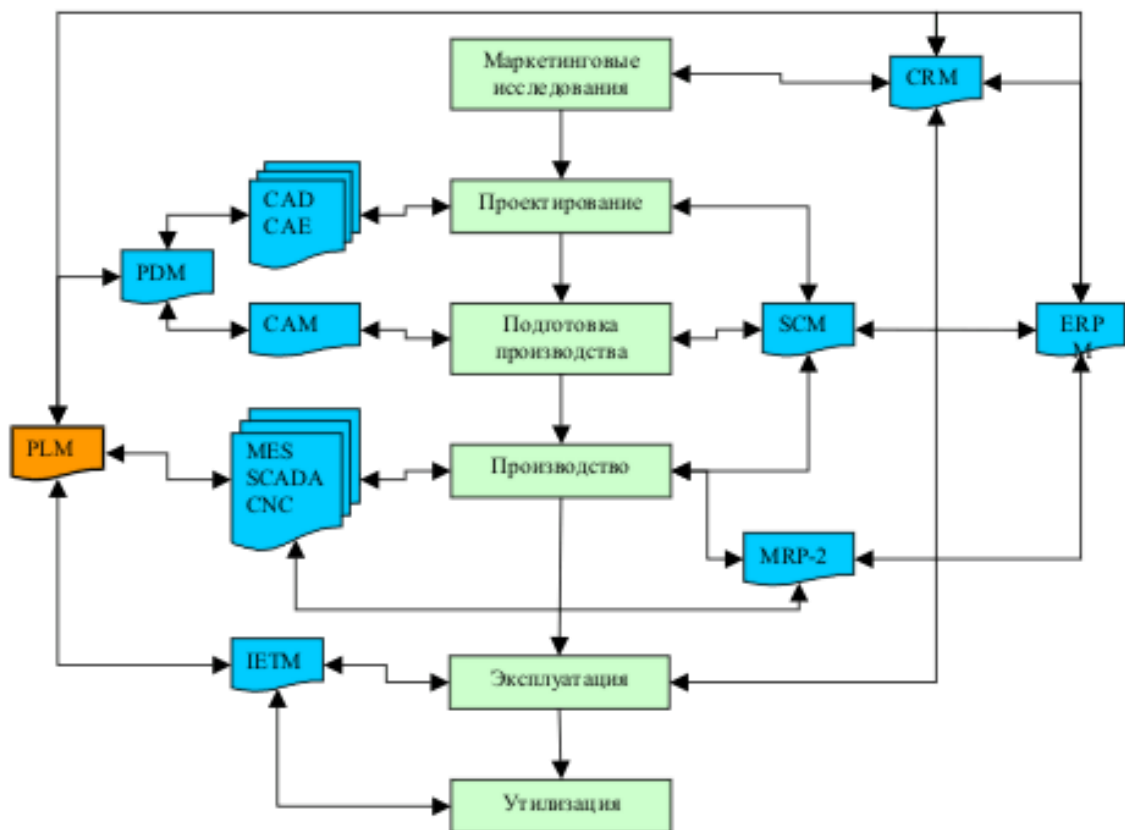 Маркетинговые
исследования
CRM
CAD
CAE
Проектирование
PDM
CAM
Подготовка
производства
SCM
ERP
M
PLM
MES
SCADA
CNC
Производство
MRP-2
IETM
Эксплуатация
Утилизация